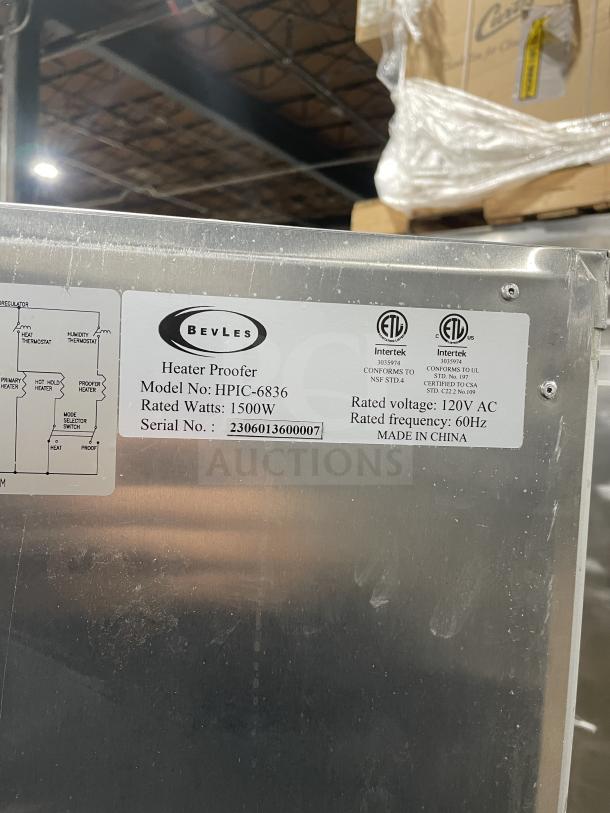 HEAT THERMOSTAT
HUMIDITY THERMOSTAT
PRIMARY HEATER
HOT HOLD HEATER
PROOFER HEATER
MODE SELECTOR SWITCH
HEAT
PROOF
BEVLES
Heater Proofer
Model No: HPIC-6836
Rated Watts: 1500W
Serial No. : 2306013600007
ETL
Intertek
3035974
CONFORMS TO
NSF STD.4
C ETL US
Intertek
3035974
CONFORMS TO UL
STD. No. 197
CERTIFIED TO CSA
STD. C22.2 No.109
Rated voltage: 120V AC
Rated frequency: 60Hz
MADE IN CHINA
AUCTIONS